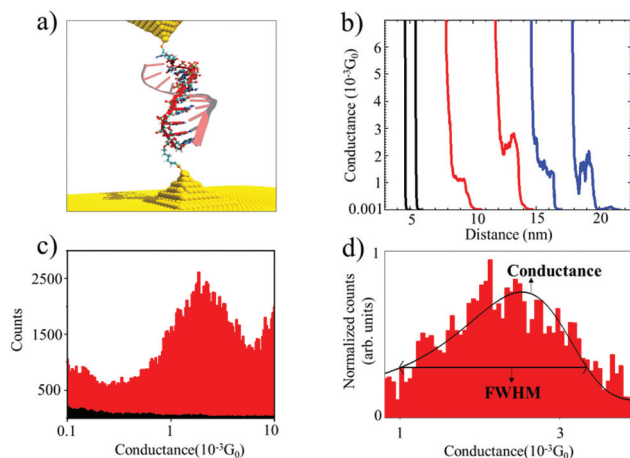 a)
b)
Conductance (10⁻³G₀)
6
5
4
3
2
1
0.001
5
10
15
20
Distance (nm)
c)
Counts
2500
1500
500
0.1
1
10
Conductance(10⁻³G₀)
d)
Normalized counts
(arb. units)
1
0
Conductance
FWHM
1
3
Conductance(10⁻³G₀)